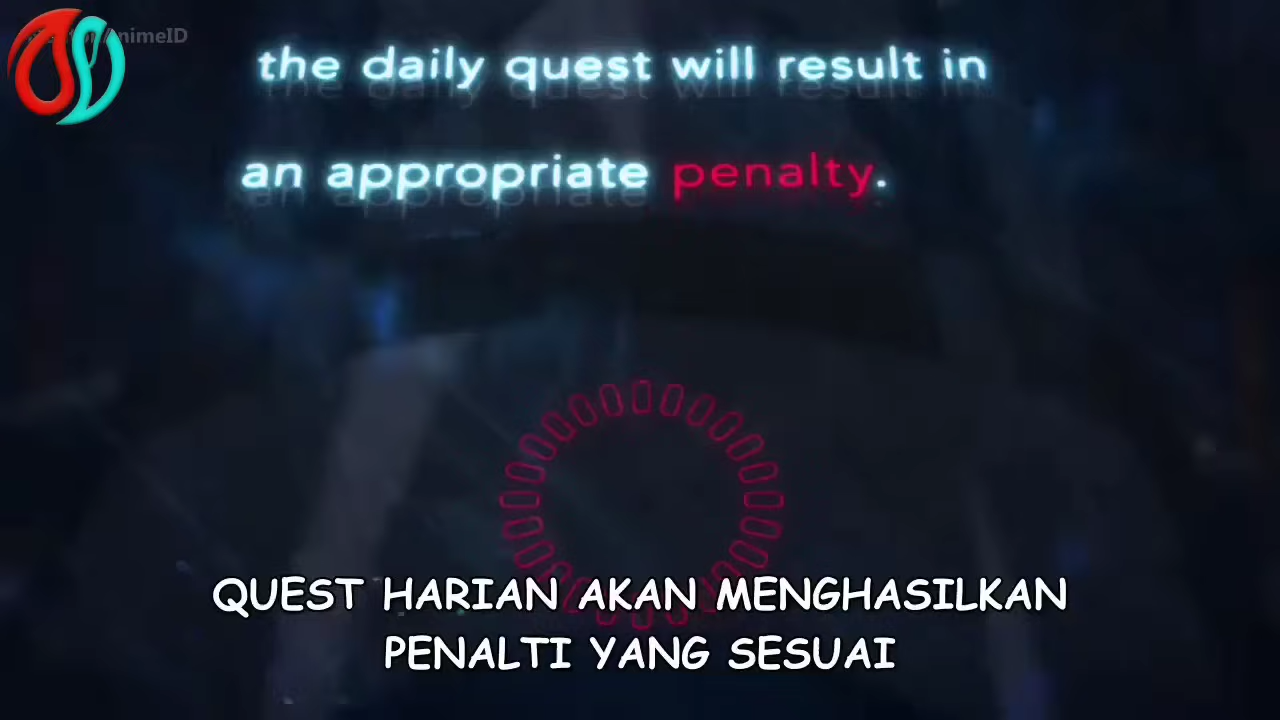 the daily quest will result in
an appropriate penalty.
QUEST HARIAN AKAN MENGHASILKAN
PENALTI YANG SESUAI